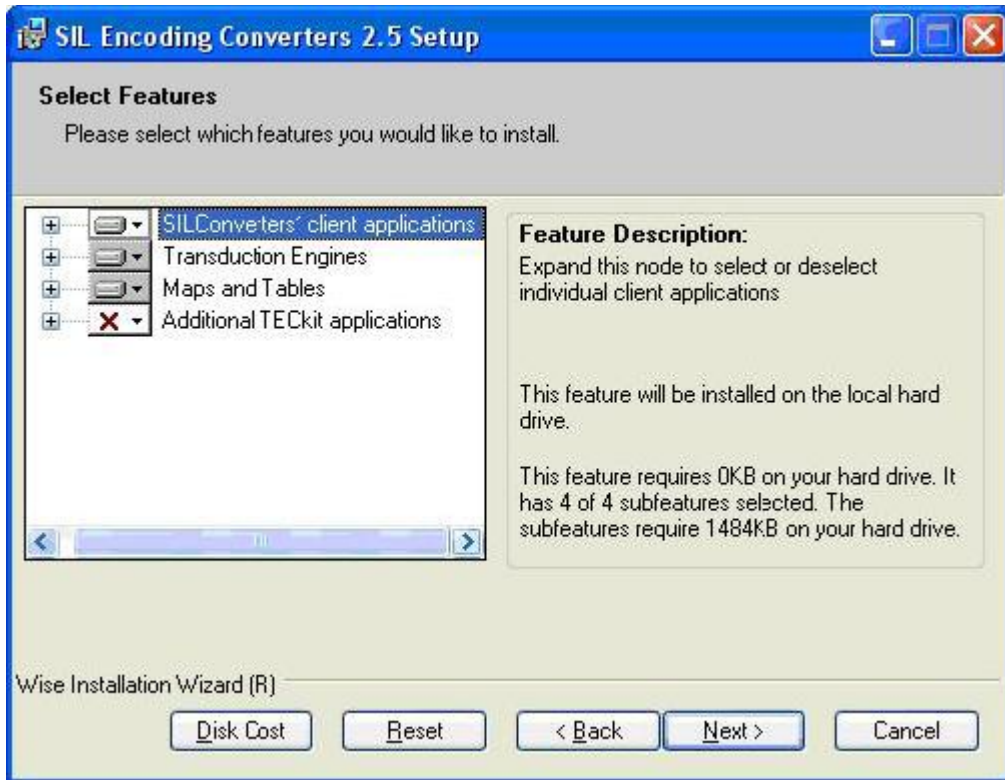 SIL Encoding Converters 2.5 Setup
Select Features
Please select which features you would like to install.
SILConverters' client applications
Transduction Engines
Maps and Tables
Additional TECkit applications
Feature Description:
Expand this node to select or deselect
individual client applications
This feature will be installed on the local hard
drive.
This feature requires 0KB on your hard drive. It
has 4 of 4 subfeatures selected. The
subfeatures require 1484KB on your hard drive.
Wise Installation Wizard (R)
Disk Cost
Reset
< Back
Next >
Cancel